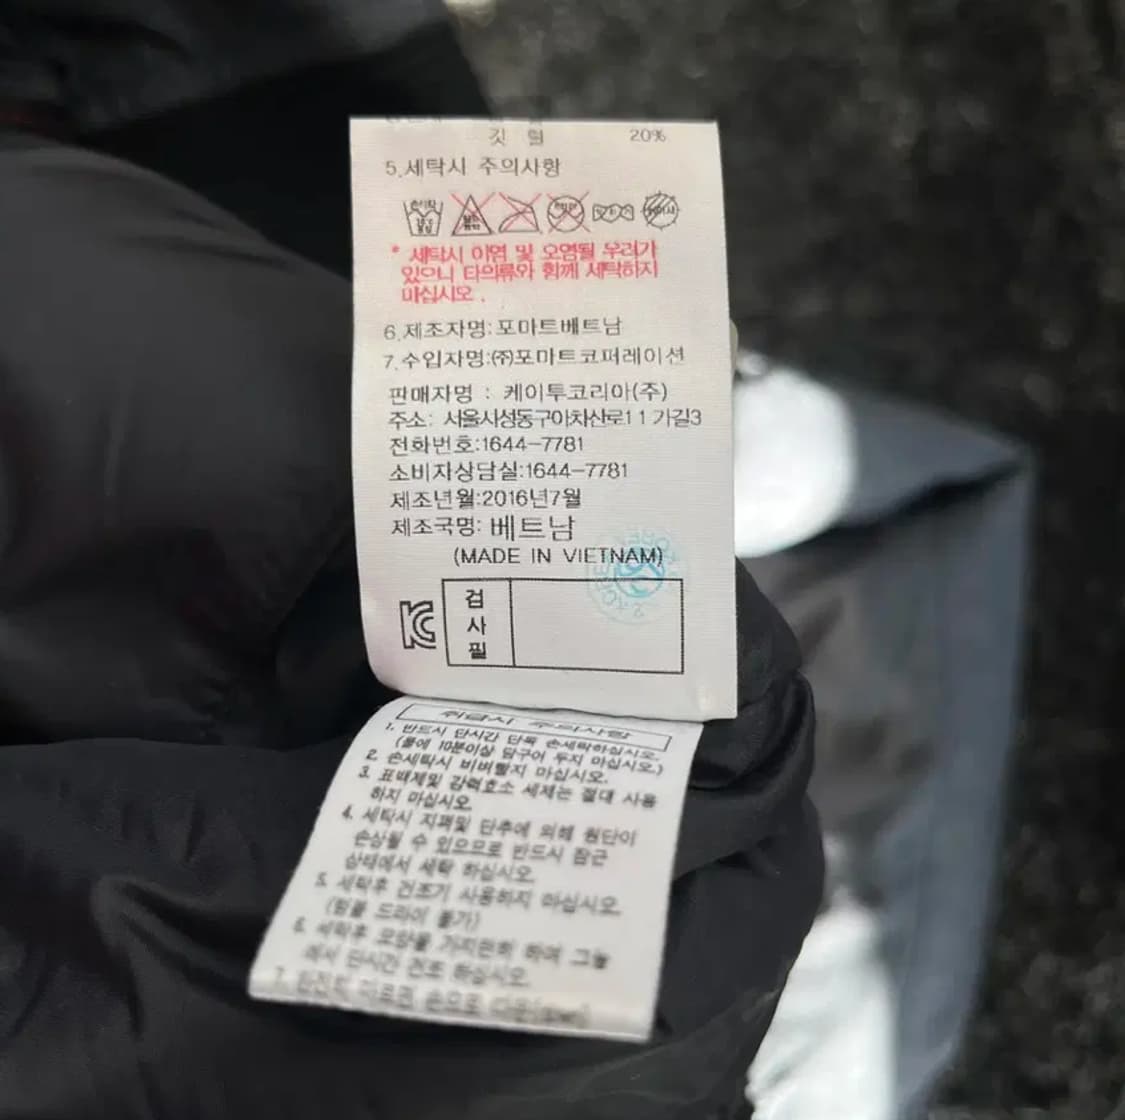 깃 털 20%
5.세탁시 주의사항
* 세탁시 이염 및 오염될 우려가
있으니 타의류와 함께 세탁하지
마십시오.
6.제조자명:포마트베트남
7.수입자명:㈜포마트코퍼레이션
판매자명 : 케이투코리아(주)
주소: 서울시성동구아차산로11가길3
전화번호:1644-7781
소비자상담실:1644-7781
제조년월:2016년7월
제조국명: 베트남
(MADE IN VIETNAM)
검
사
필
취급시 주의사항
1. 반드시 단시간 단독 손세탁하십시오.
(물에 10분이상 담구어 두지 마십시오.)
2. 손세탁시 비벼빨지 마십시오.
3. 표백제및 강력효소 세제는 절대 사용
하지 마십시오.
4. 세탁시 지퍼및 단추에 의해 원단이
손상될 수 있으므로 반드시 잠근
상태에서 세탁 하십시오.
5. 세탁후 건조기 사용하지 마십시오.
(텀블 드라이 불가)
6. 세탁후 모양을 가지런히 하여 그늘
에서 단시간 건조 하십시오.
7. 손으로